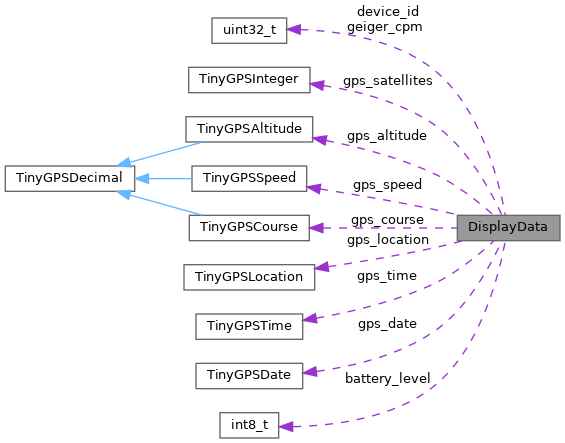 device_id
geiger_cpm
uint32_t
TinyGPSInteger
gps_satellites
TinyGPSAltitude
gps_altitude
TinyGPSDecimal
TinyGPSSpeed
gps_speed
TinyGPSCourse
gps_course
DisplayData
gps_location
TinyGPSLocation
gps_time
TinyGPSTime
gps_date
TinyGPSDate
battery_level
int8_t